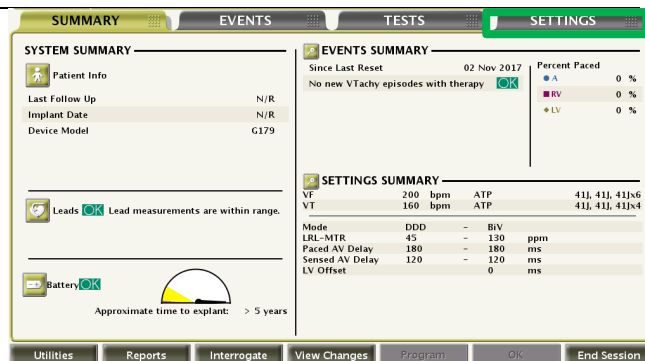 SUMMARY EVENTS TESTS SETTINGS
SYSTEM SUMMARY
Patient Info
Last Follow Up N/R
Implant Date N/R
Device Model G179
Leads OK Lead measurements are within range.
Battery OK
Approximate time to explant: > 5 years
EVENTS SUMMARY
Since Last Reset 02 Nov 2017
No new VTachy episodes with therapy OK
Percent Paced
A 0 %
RV 0 %
LV 0 %
SETTINGS SUMMARY
VF 200 bpm ATP 41J, 41J, 41Jx6
VT 160 bpm ATP 41J, 41J, 41Jx4
Mode DDD - BiV
LRL-MTR 45 - 130 ppm
Paced AV Delay 180 - 180 ms
Sensed AV Delay 120 - 120 ms
LV Offset 0 ms
Utilities Reports Interrogate View Changes Program OK End Session